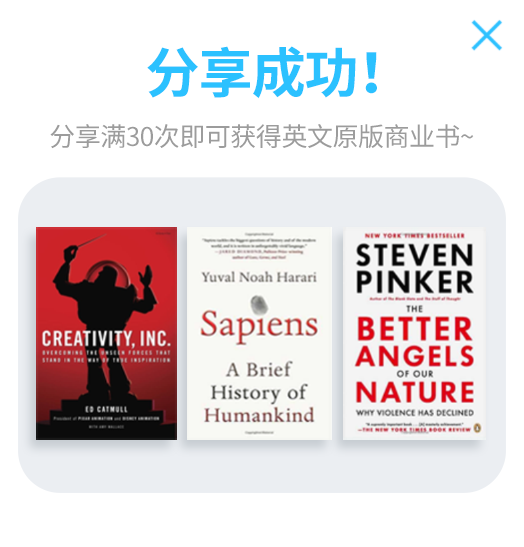 分享成功!
分享满30次即可获得英文原版商业书~
CREATIVITY, INC.
OVERCOMING THE UNSEEN FORCES THAT
STAND IN THE WAY OF TRUE INSPIRATION
ED CATMULL
President of PIXAR ANIMATION and DISNEY ANIMATION
WITH AMY WALLACE
Yuval Noah Harari
Sapiens
A Brief
History of
Humankind
NEW YORK TIMES BESTSELLER
STEVEN
PINKER
Author of The Blank Slate and The Stuff of Thought
THE
BETTER
ANGELS
OF OUR
NATURE
WHY VIOLENCE HAS DECLINED
—THE NEW YORK TIMES BOOK REVIEW